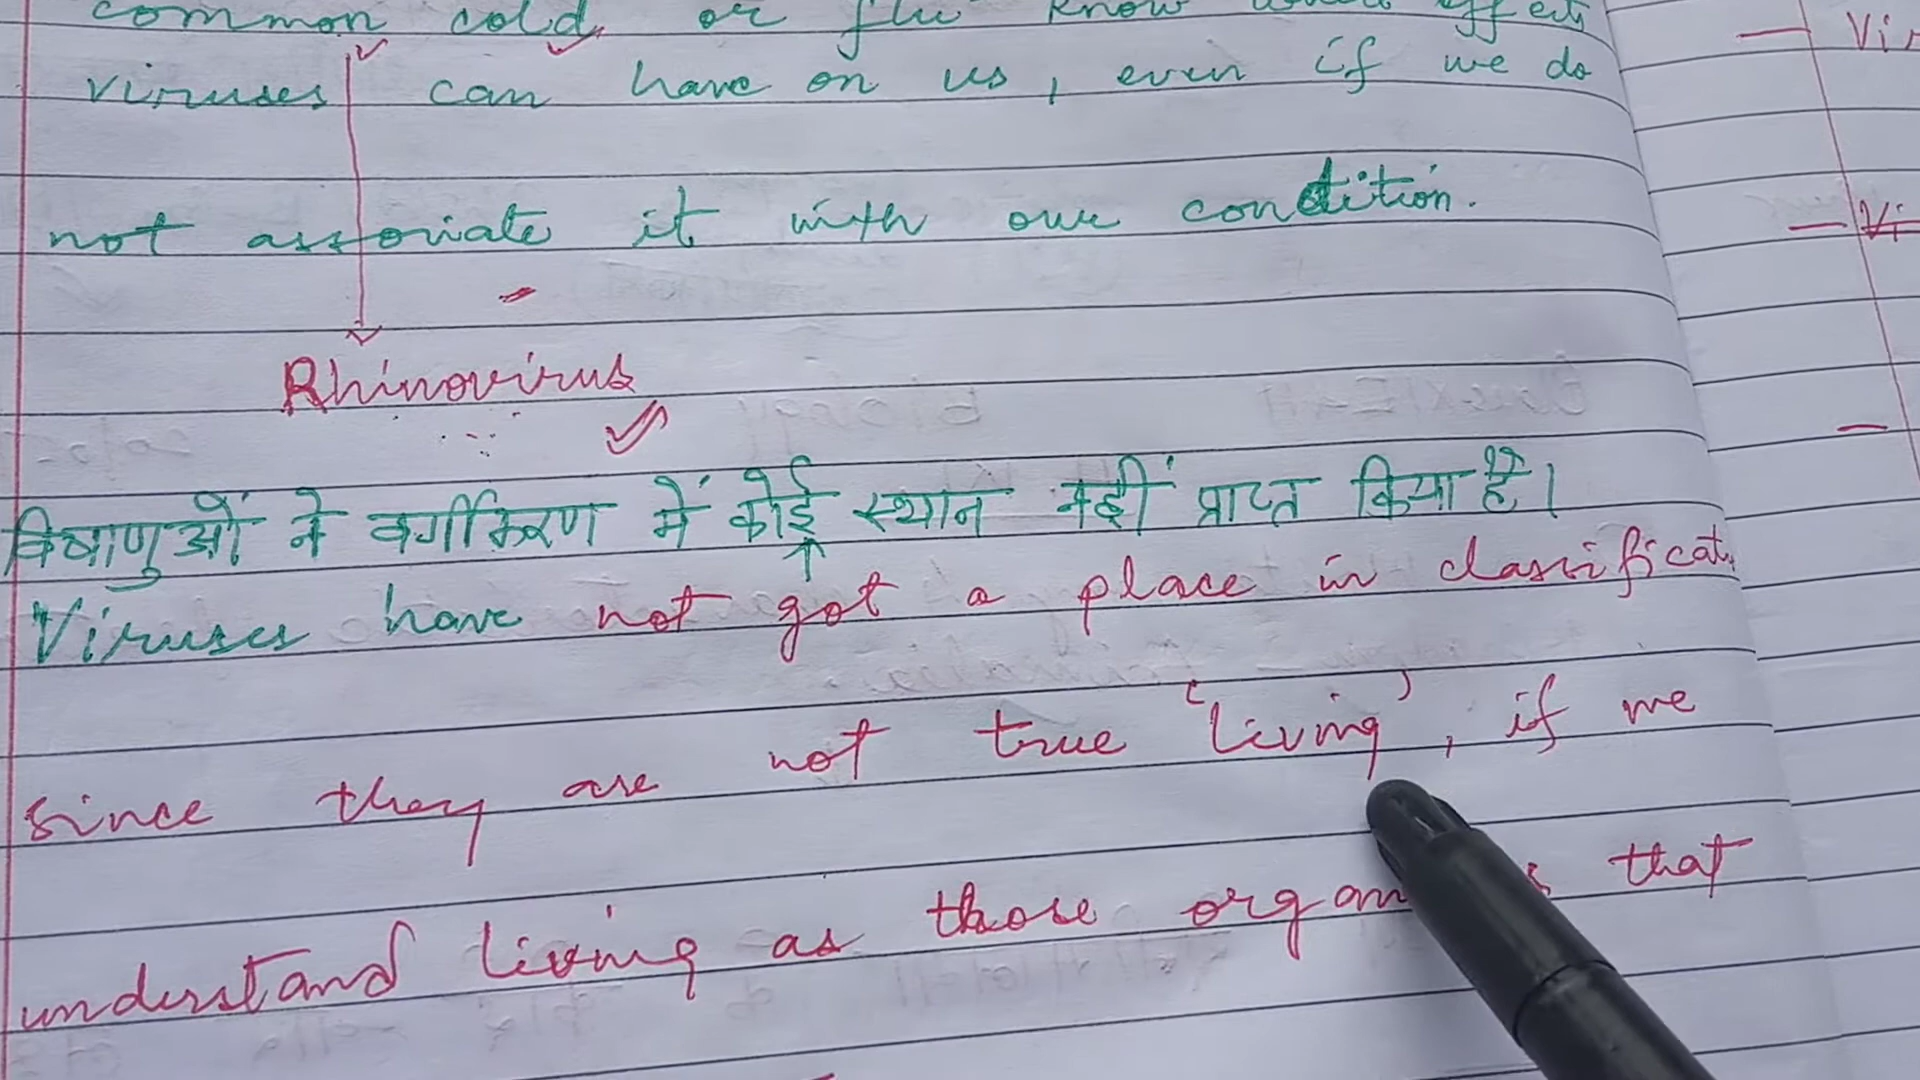 common cold or flu know what effects
viruses can have on us, even if we do
not associate it with our condition.
Rhinovirus
विषाणुओं ने वर्गीकरण में कोई स्थान नहीं प्राप्त किया है।
Viruses have not got a place in classificat
since they are not true 'living', if we
understand living as those that